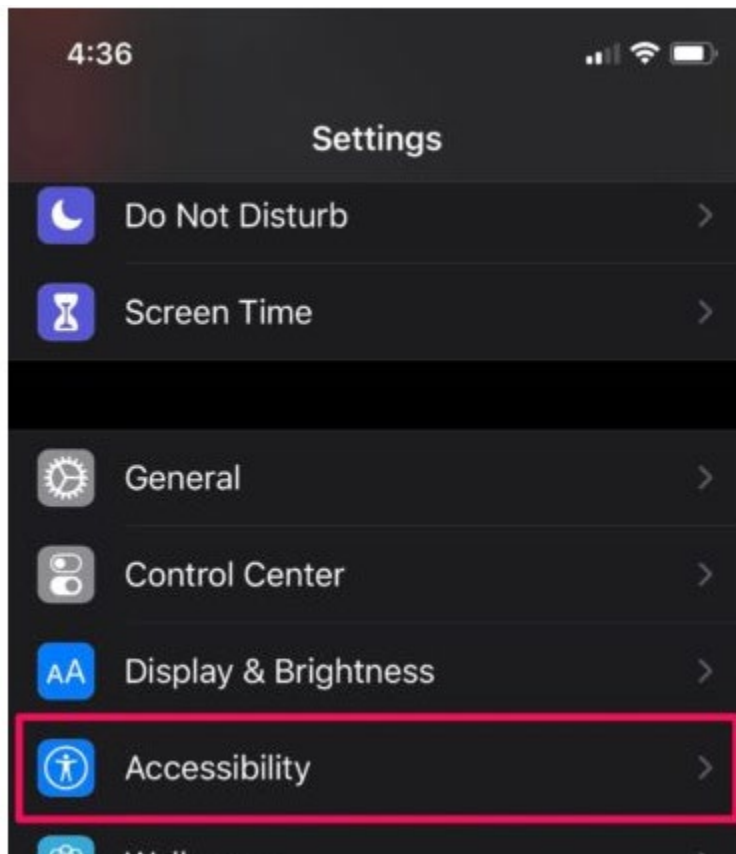 4:36
Settings
Do Not Disturb
Screen Time
General
Control Center
AA Display & Brightness
Accessibility